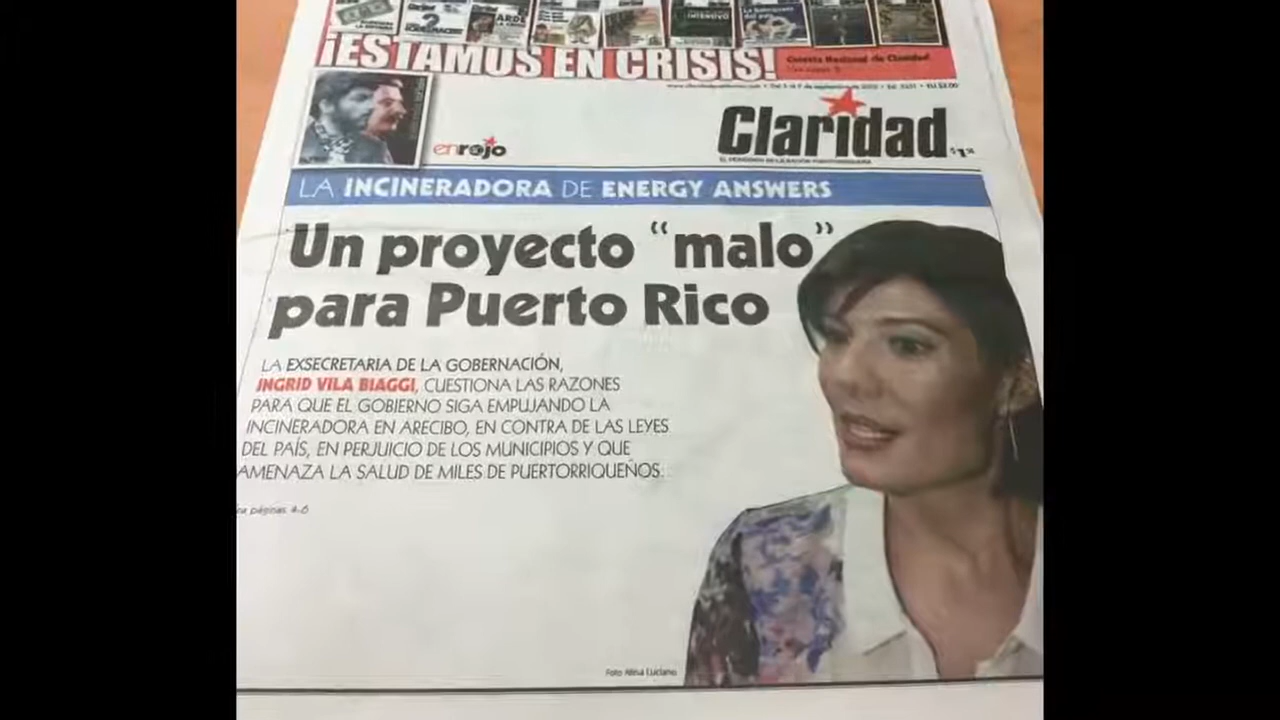 ¡ESTAMOS EN CRISIS!
Claridad
enrojo
LA INCINERADORA DE ENERGY ANSWERS
Un proyecto “malo”
para Puerto Rico
LA EXSECRETARIA DE LA GOBERNACIÓN,
INGRID VILA BIAGGI, CUESTIONA LAS RAZONES
PARA QUE EL GOBIERNO SIGA EMPUJANDO LA
INCINERADORA EN ARECIBO, EN CONTRA DE LAS LEYES
DEL PAÍS, EN PERJUICIO DE LOS MUNICIPIOS Y QUE
AMENAZA LA SALUD DE MILES DE PUERTORRIQUEÑOS.
páginas 4-6
Foto Alina Luciano